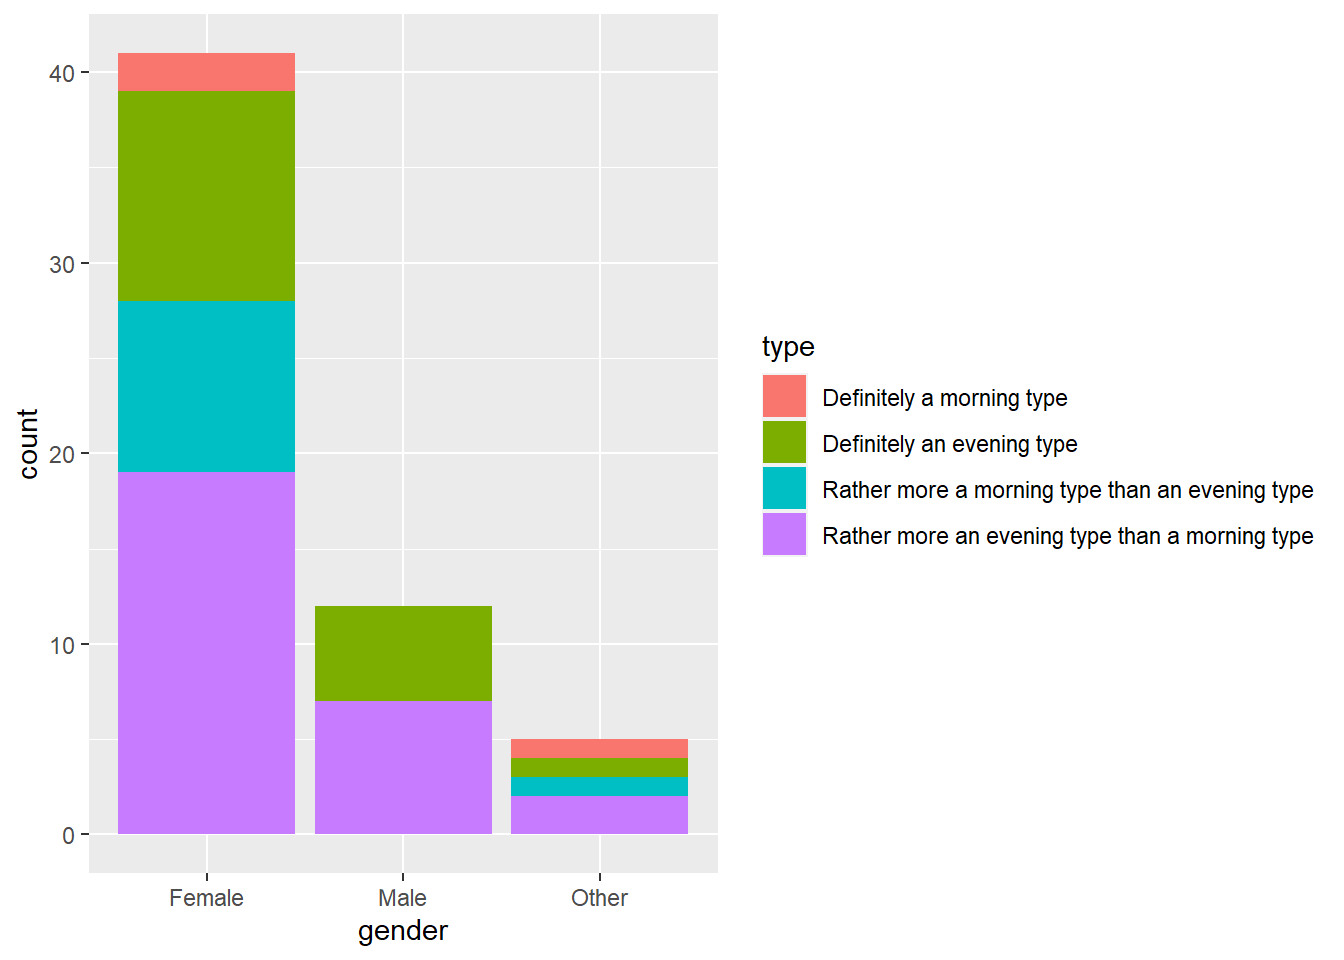 40
30
20
10
0
count
Female
Male
Other
gender
type
Definitely a morning type
Definitely an evening type
Rather more a morning type than an evening type
Rather more an evening type than a morning type